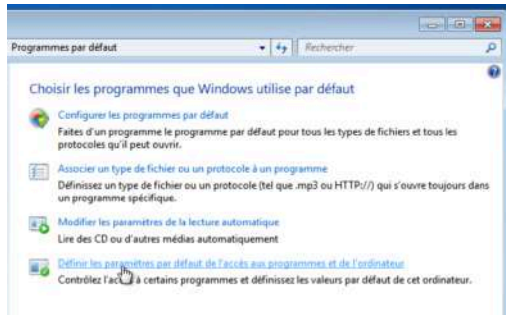 Programmes par défaut
Rechercher
Choisir les programmes que Windows utilise par défaut
Configurer les programmes par défaut
Faites d'un programme le programme par défaut pour tous les types de fichiers et tous les
protocoles qu'il peut ouvrir.
Associer un type de fichier ou un protocole à un programme
Définissez un type de fichier ou un protocole (tel que .mp3 ou HTTP://) qui s'ouvre toujours dans
un programme spécifique.
Modifier les paramètres de la lecture automatique
Lire des CD ou d'autres médias automatiquement
Définir les paramètres par défaut de l'accès aux programmes et de l'ordinateur
Contrôlez l'accès à certains programmes et définissez les valeurs par défaut de cet ordinateur.